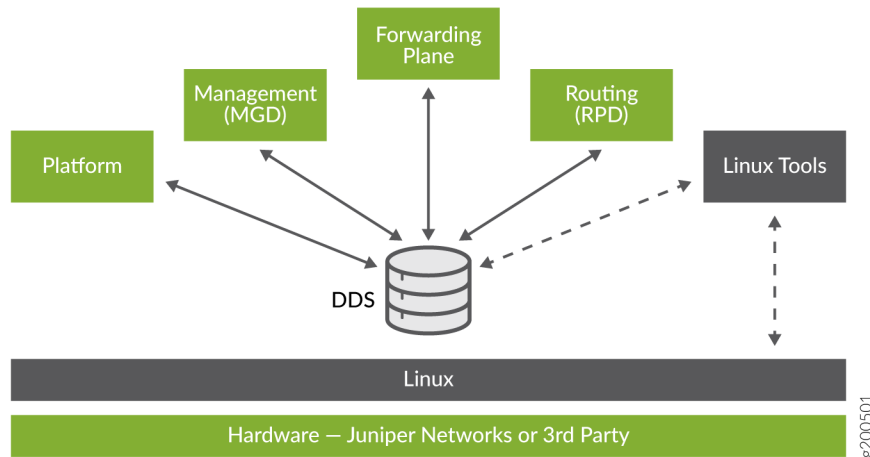 Forwarding
Plane
Management
(MGD)
Routing
(RPD)
Platform
Linux Tools
DDS
Linux
Hardware — Juniper Networks or 3rd Party
g200501